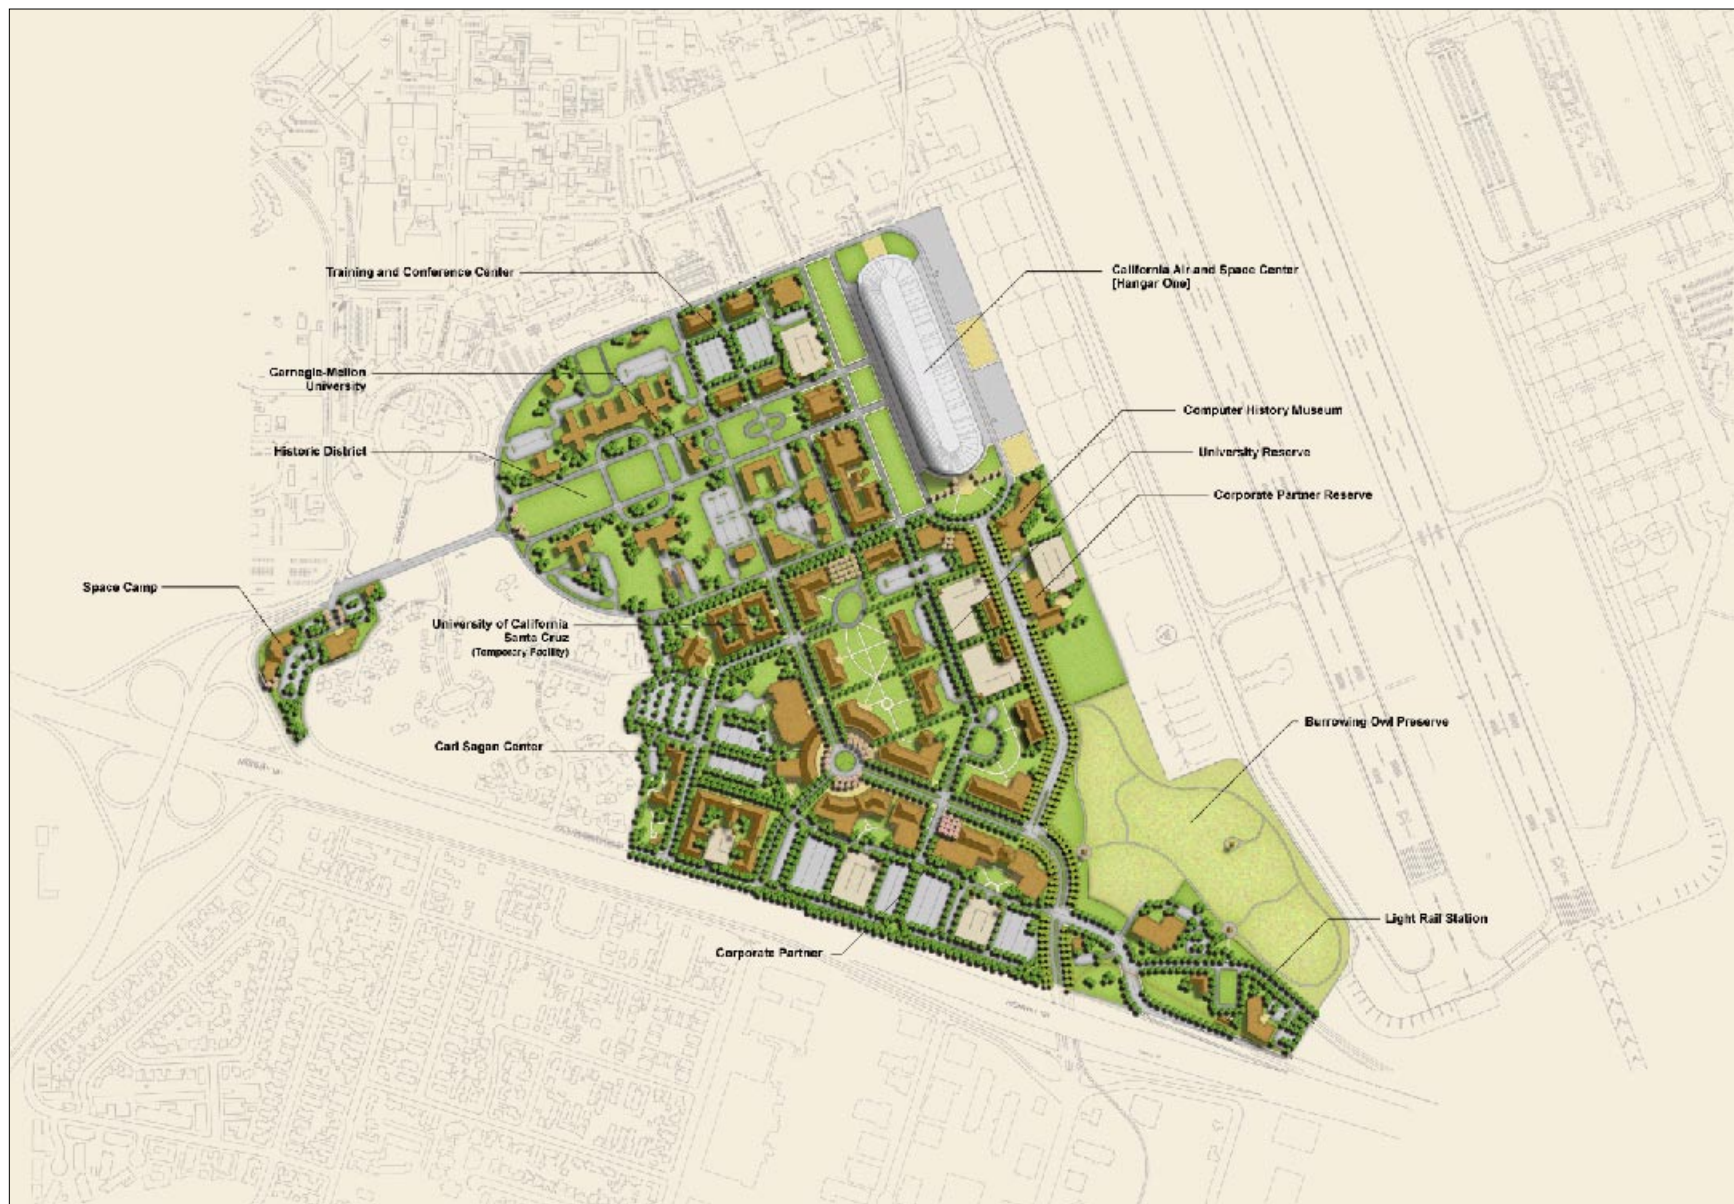 Training and Conference Center
California Air and Space Center
[Hangar One]
Carnegie-Mellon
University
Computer History Museum
Historic District
University Reserve
Corporate Partner Reserve
Space Camp
University of California
Santa Cruz
(Temporary Facility)
Burrowing Owl Preserve
Carl Sagan Center
Light Rail Station
Corporate Partner